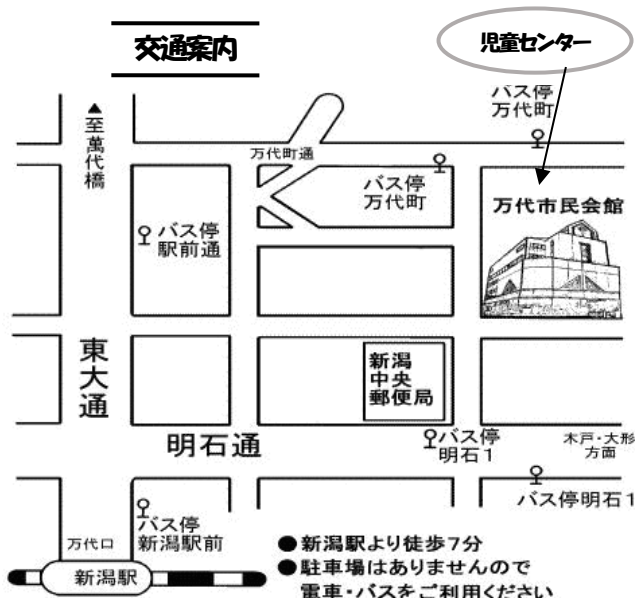 交通案内
児童センター
バス停
万代町
▲至萬代橋
万代町通
バス停
万代町
万代市民会館
バス停
駅前通
東大通
新潟
中央
郵便局
明石通
バス停
明石1
木戸・大形
方面
バス停明石1
バス停
新潟駅前
万代口
新潟駅
●新潟駅より徒歩7分
●駐車場はありませんので
電車・バスをご利用ください